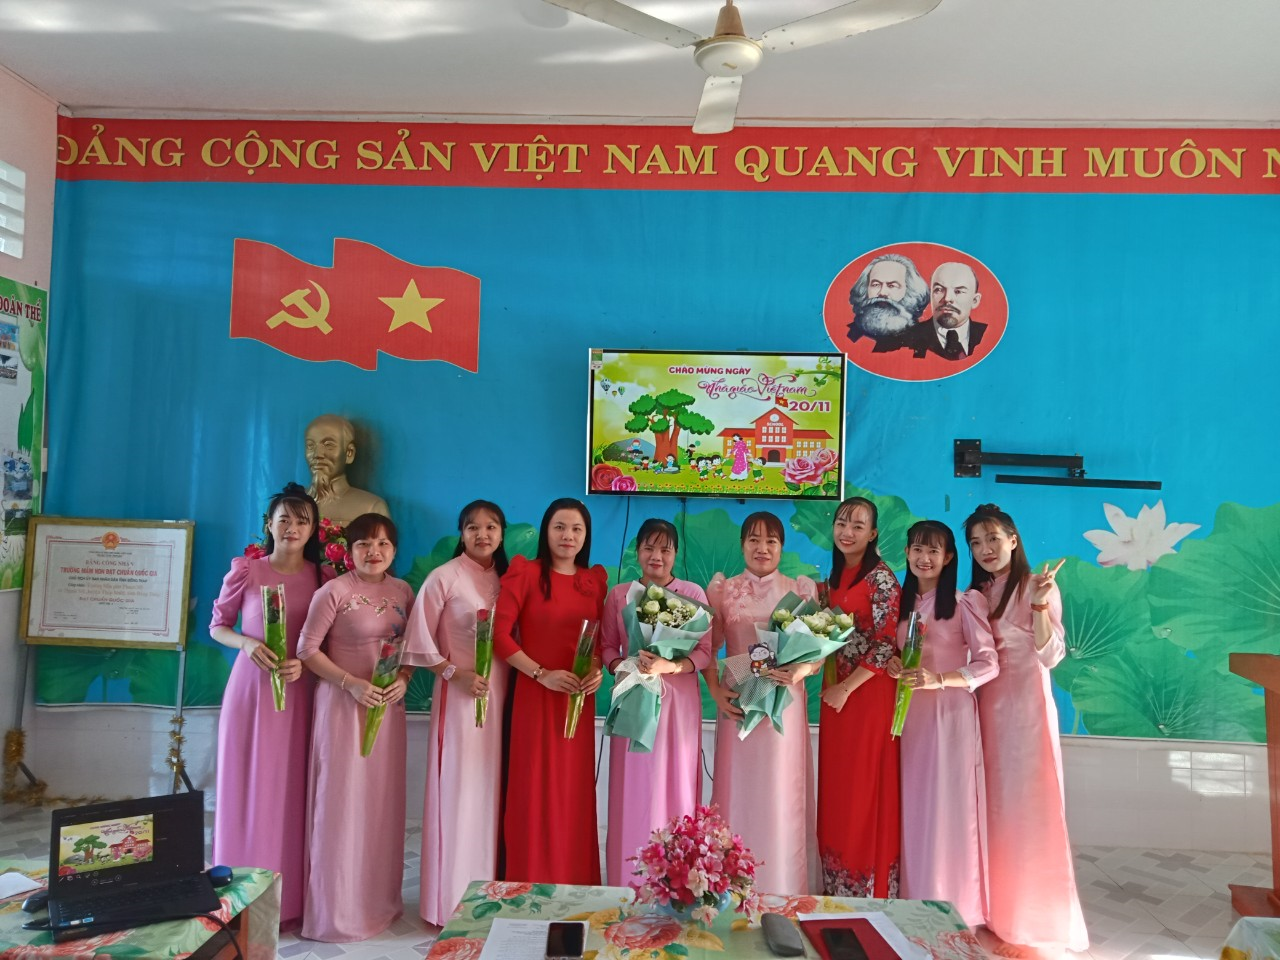 ĐẢNG CỘNG SẢN VIỆT NAM QUANG VINH MUÔN N
ĐOÀN THỂ
CHÀO MỪNG NGÀY
Nhà giáo Việt Nam
20/11
BẰNG CÔNG NHẬN
TRƯỜNG MẦM NON ĐẠT CHUẨN QUỐC GIA